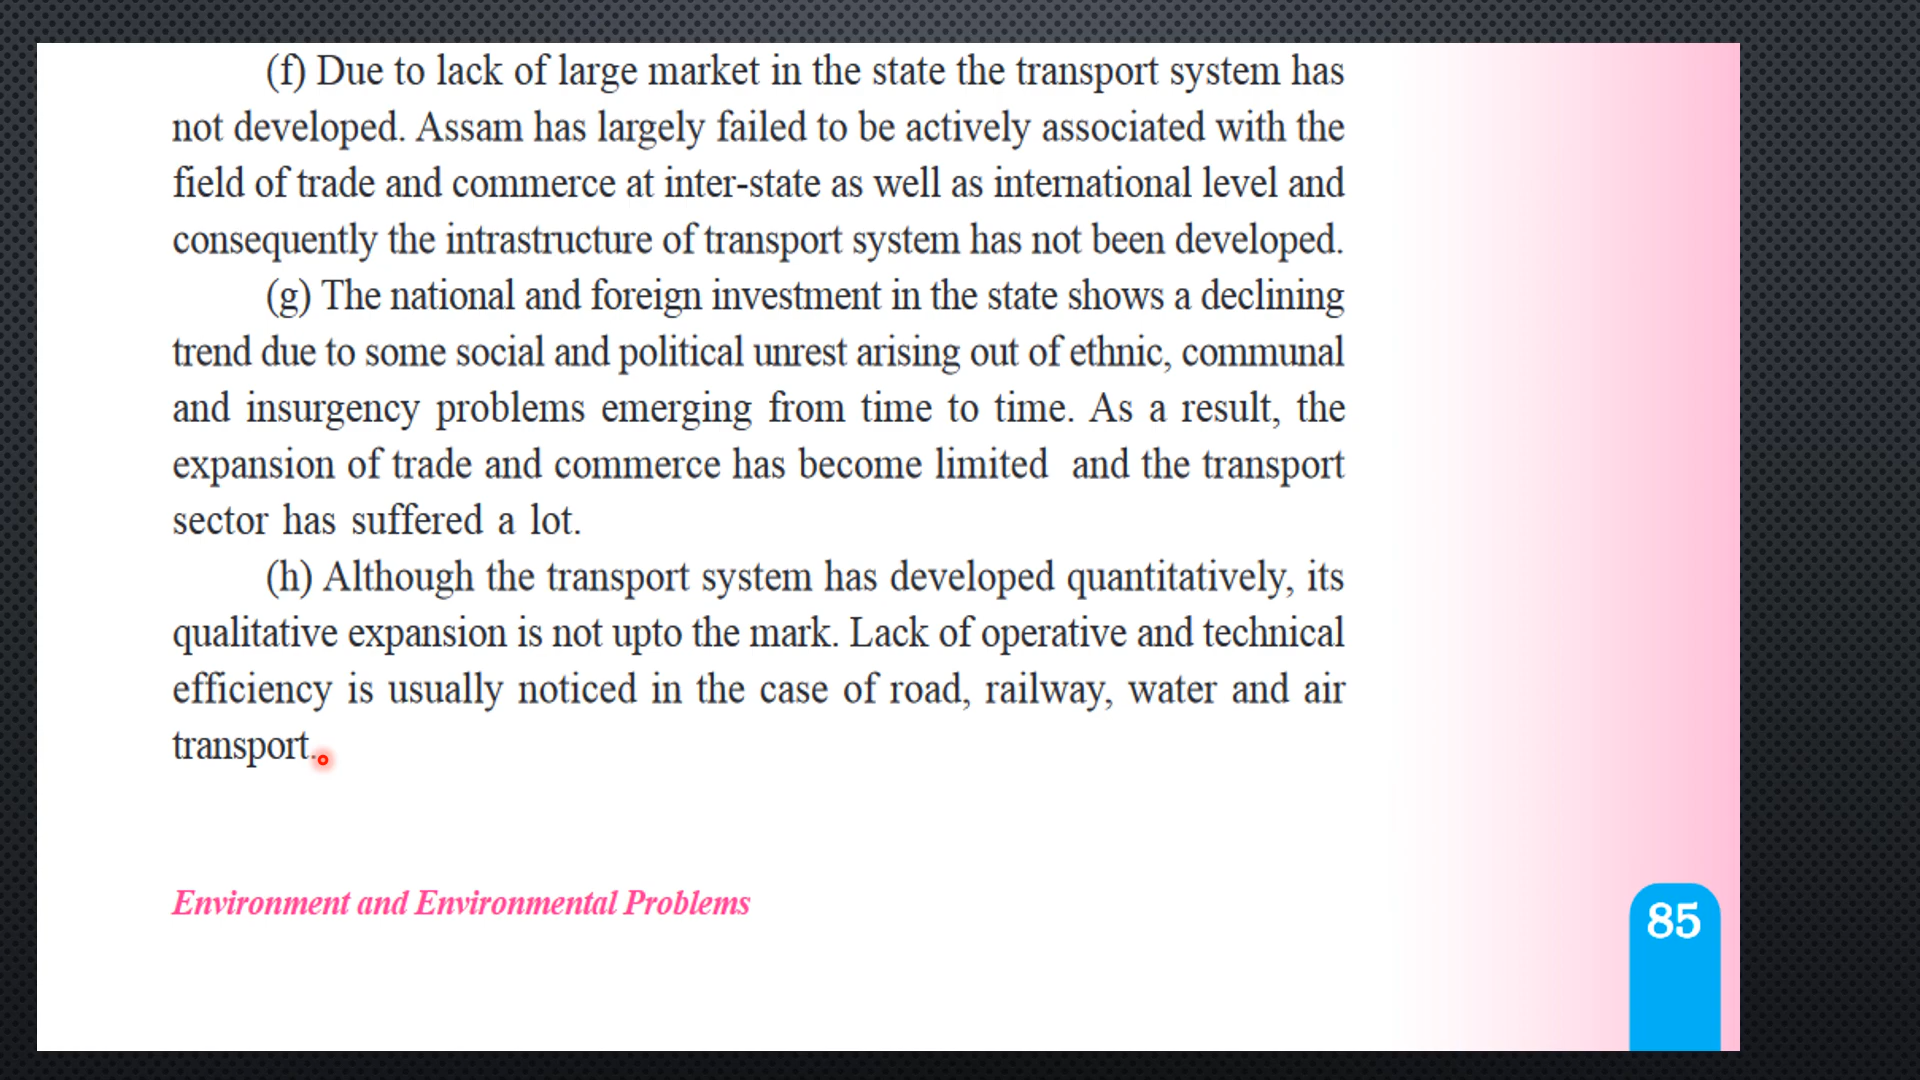 (f) Due to lack of large market in the state the transport system has
not developed. Assam has largely failed to be actively associated with the
field of trade and commerce at inter-state as well as international level and
consequently the intrastructure of transport system has not been developed.
(g) The national and foreign investment in the state shows a declining
trend due to some social and political unrest arising out of ethnic, communal
and insurgency problems emerging from time to time. As a result, the
expansion of trade and commerce has become limited and the transport
sector has suffered a lot.
(h) Although the transport system has developed quantitatively, its
qualitative expansion is not upto the mark. Lack of operative and technical
efficiency is usually noticed in the case of road, railway, water and air
transport.
Environment and Environmental Problems
85